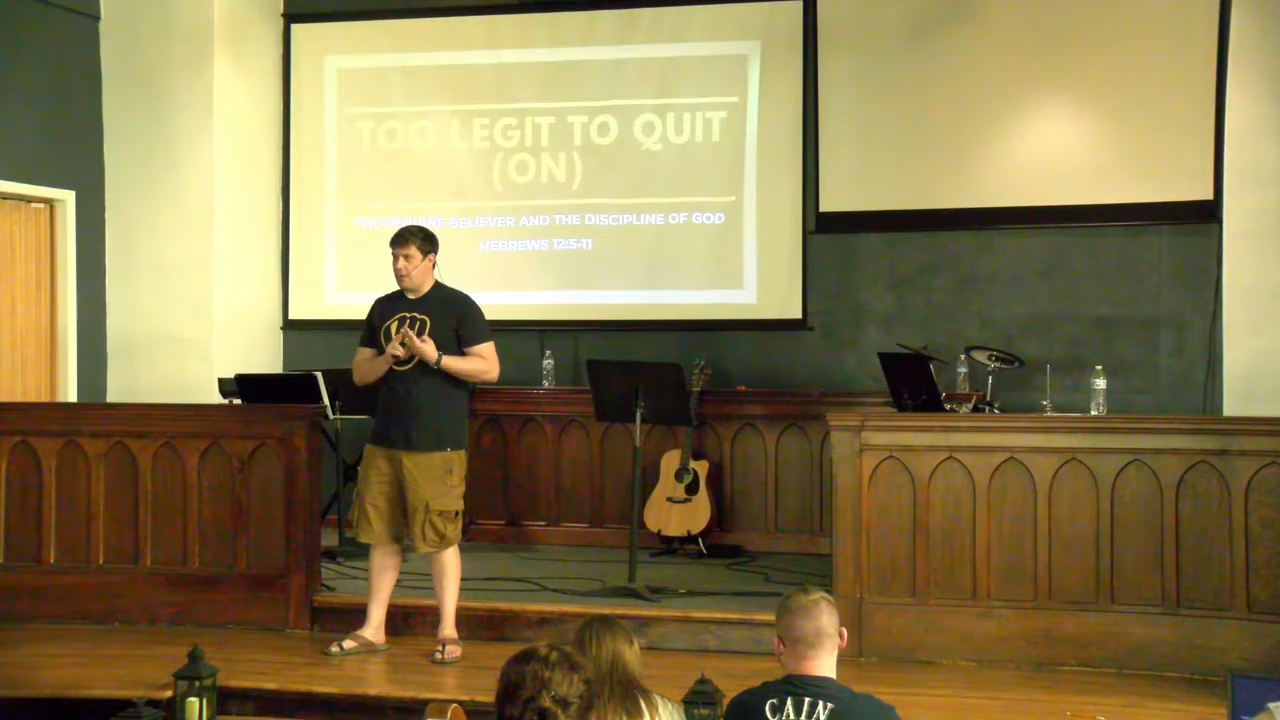 TOO LEGIT TO QUIT
(ON)
THE GENUINE BELIEVER AND THE DISCIPLINE OF GOD
HEBREWS 12:5-11
CAIN